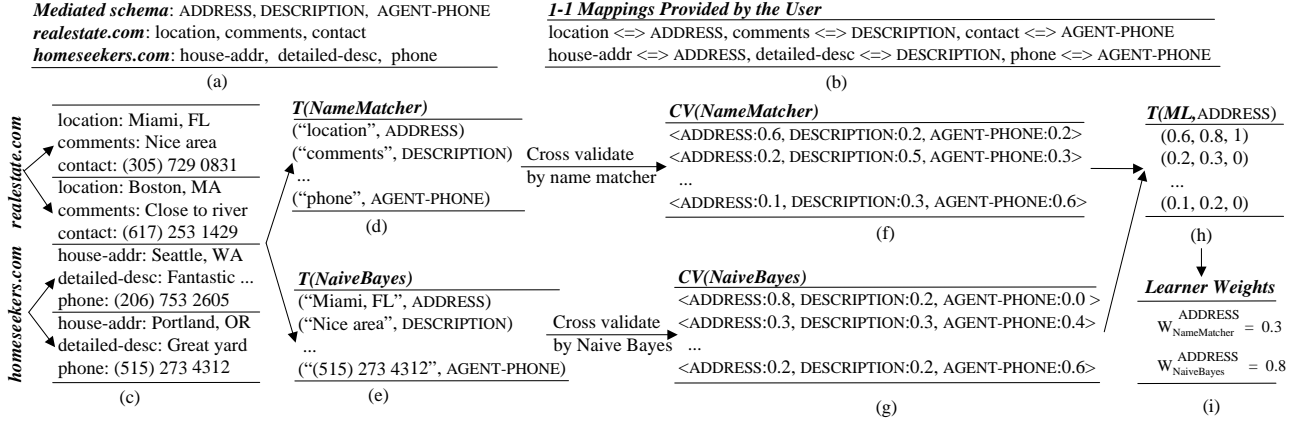 Mediated schema: ADDRESS, DESCRIPTION, AGENT-PHONE
realestate.com: location, comments, contact
homeseekers.com: house-addr, detailed-desc, phone
(a)
1-1 Mappings Provided by the User
location <=> ADDRESS, comments <=> DESCRIPTION, contact <=> AGENT-PHONE
house-addr <=> ADDRESS, detailed-desc <=> DESCRIPTION, phone <=> AGENT-PHONE
(b)
realestate.com
location: Miami, FL
comments: Nice area
contact: (305) 729 0831
location: Boston, MA
comments: Close to river
contact: (617) 253 1429
homeseekers.com
house-addr: Seattle, WA
detailed-desc: Fantastic ...
phone: (206) 753 2605
house-addr: Portland, OR
detailed-desc: Great yard
phone: (515) 273 4312
(c)
T(NameMatcher)
(“location”, ADDRESS)
(“comments”, DESCRIPTION)
...
(“phone”, AGENT-PHONE)
(d)
T(NaiveBayes)
(“Miami, FL”, ADDRESS)
(“Nice area”, DESCRIPTION)
...
(“(515) 273 4312”, AGENT-PHONE)
(e)
Cross validate
by name matcher
Cross validate
by Naive Bayes
CV(NameMatcher)
<ADDRESS:0.6, DESCRIPTION:0.2, AGENT-PHONE:0.2>
<ADDRESS:0.2, DESCRIPTION:0.5, AGENT-PHONE:0.3>
...
<ADDRESS:0.1, DESCRIPTION:0.3, AGENT-PHONE:0.6>
(f)
CV(NaiveBayes)
<ADDRESS:0.8, DESCRIPTION:0.2, AGENT-PHONE:0.0 >
<ADDRESS:0.3, DESCRIPTION:0.3, AGENT-PHONE:0.4>
...
<ADDRESS:0.2, DESCRIPTION:0.2, AGENT-PHONE:0.6>
(g)
T(ML,ADDRESS)
(0.6, 0.8, 1)
(0.2, 0.3, 0)
...
(0.1, 0.2, 0)
(h)
Learner Weights
W ADDRESS NameMatcher = 0.3
W ADDRESS NaiveBayes = 0.8
(i)